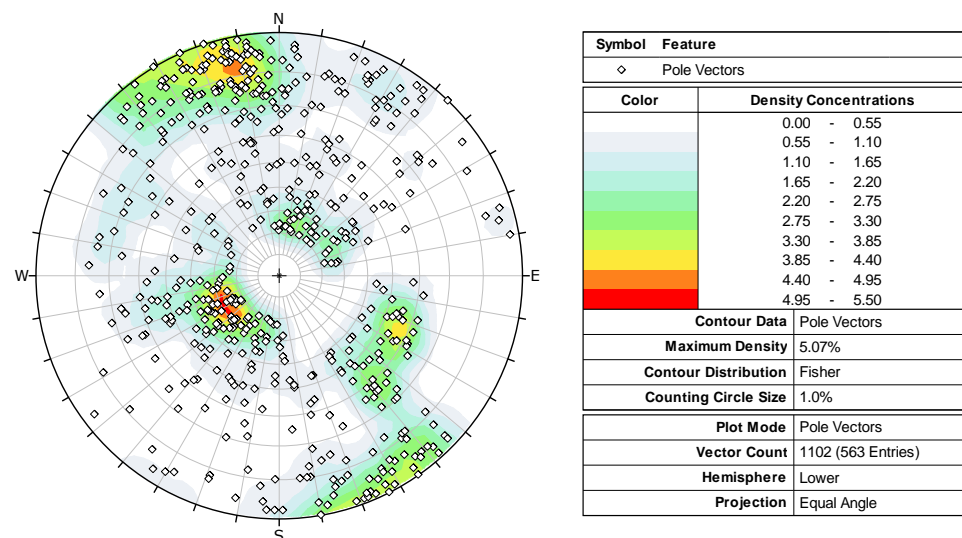 N
W
E
S
Symbol Feature
Pole Vectors
Color Density Concentrations
0.00 - 0.55
0.55 - 1.10
1.10 - 1.65
1.65 - 2.20
2.20 - 2.75
2.75 - 3.30
3.30 - 3.85
3.85 - 4.40
4.40 - 4.95
4.95 - 5.50
Contour Data Pole Vectors
Maximum Density 5.07%
Contour Distribution Fisher
Counting Circle Size 1.0%
Plot Mode Pole Vectors
Vector Count 1102 (563 Entries)
Hemisphere Lower
Projection Equal Angle